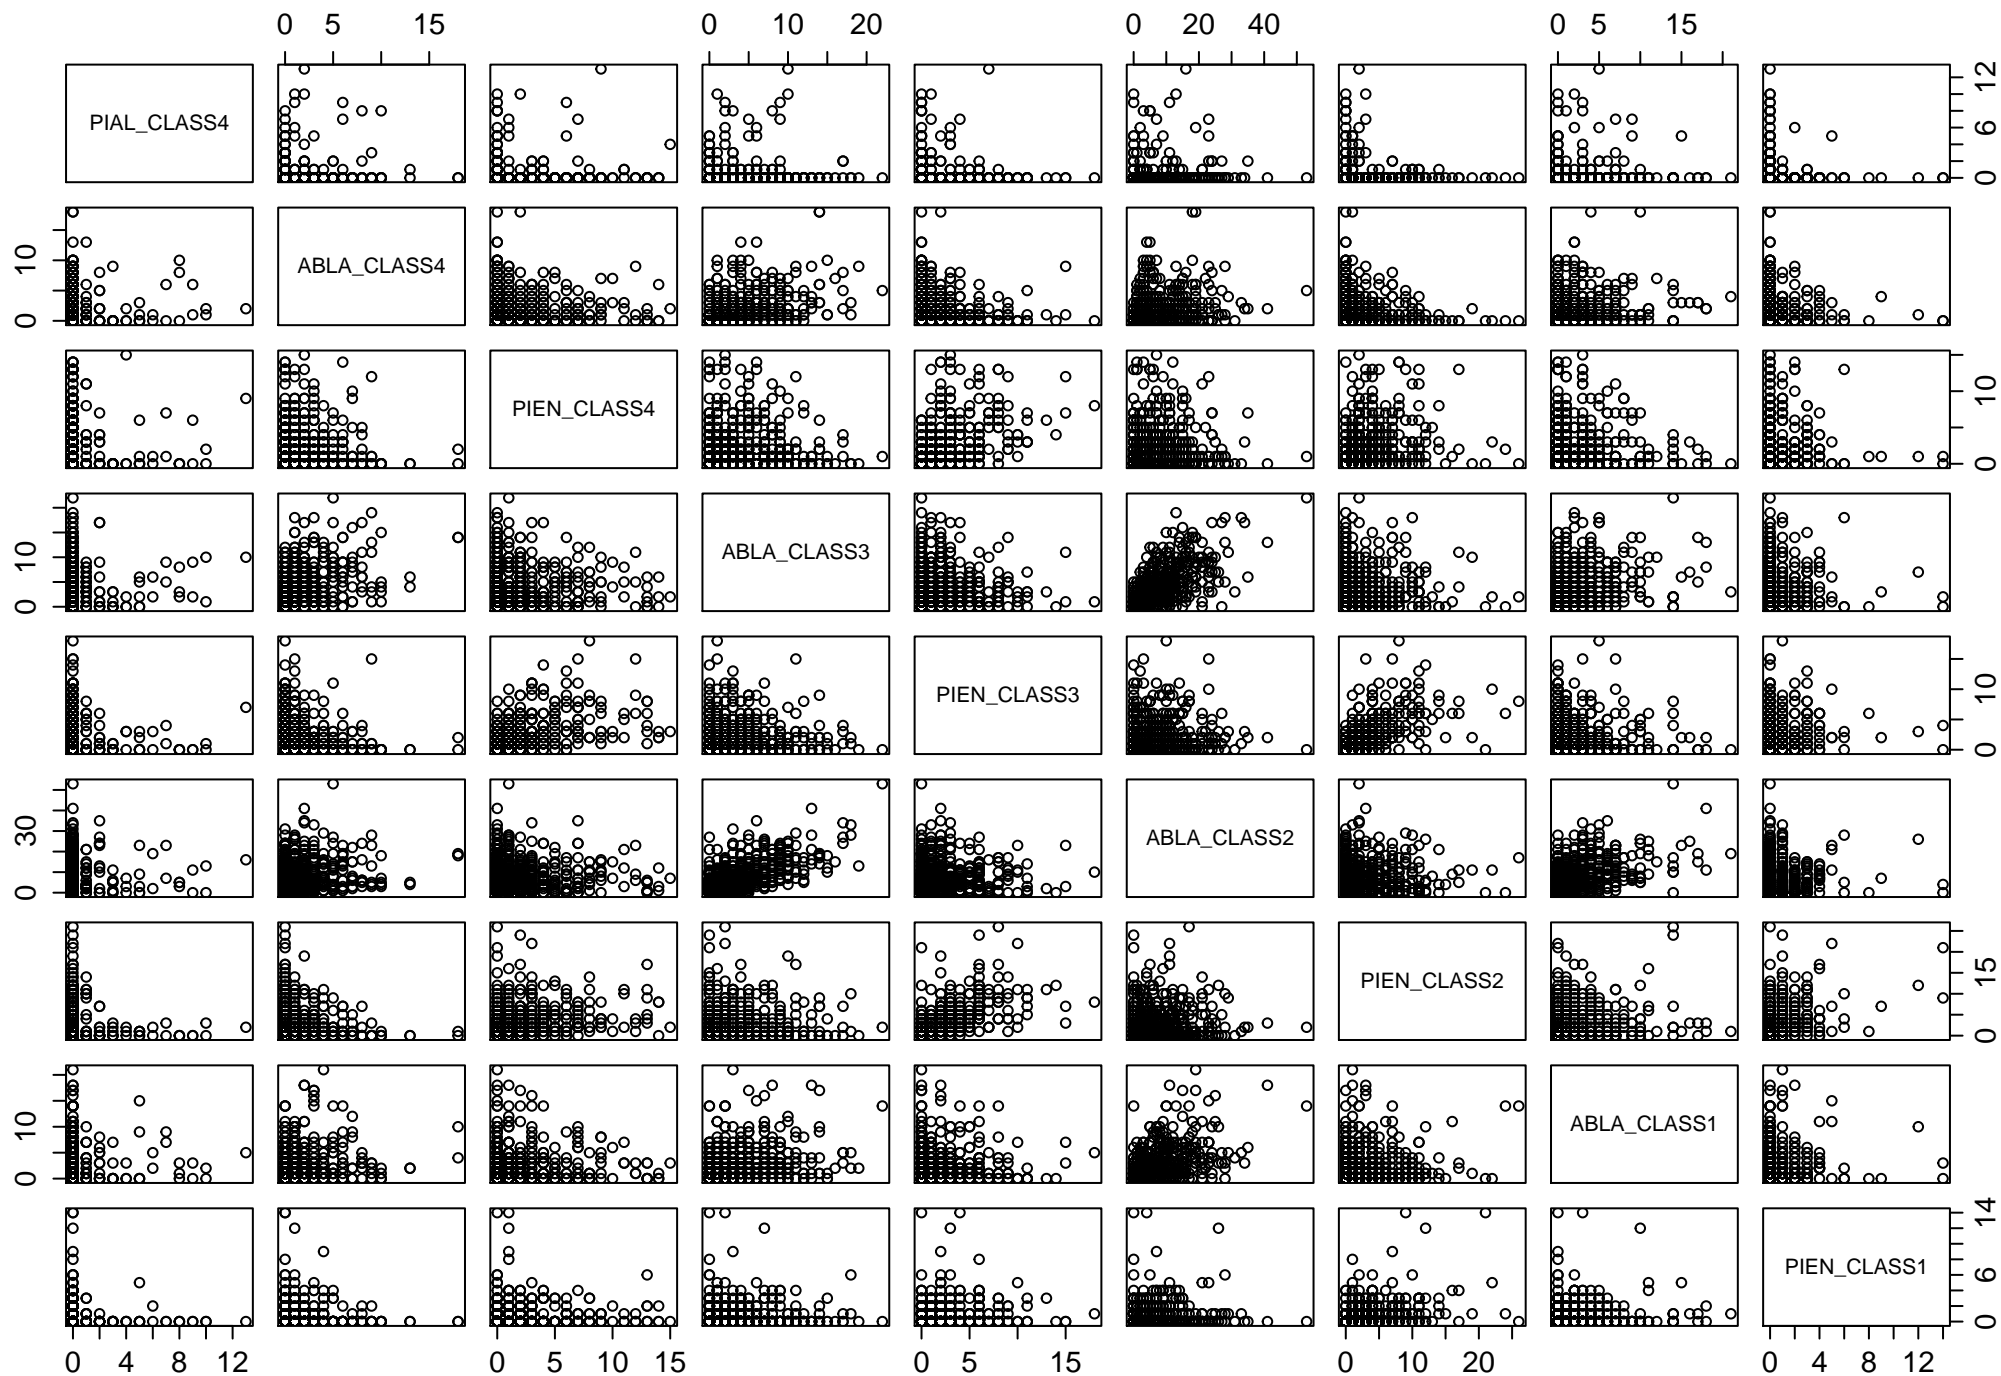 0 5 15 0 10 20 0 20 40 0 5 15
PIAL_CLASS4 0 6 12
0 10 ABLA_CLASS4
PIEN_CLASS4 0 10
0 10 ABLA_CLASS3
PIEN_CLASS3 0 10
0 30 ABLA_CLASS2
PIEN_CLASS2 0 15
0 10 ABLA_CLASS1
PIEN_CLASS1 0 6 14
0 4 8 12 0 5 10 15 0 5 15 0 10 20 0 4 8 12